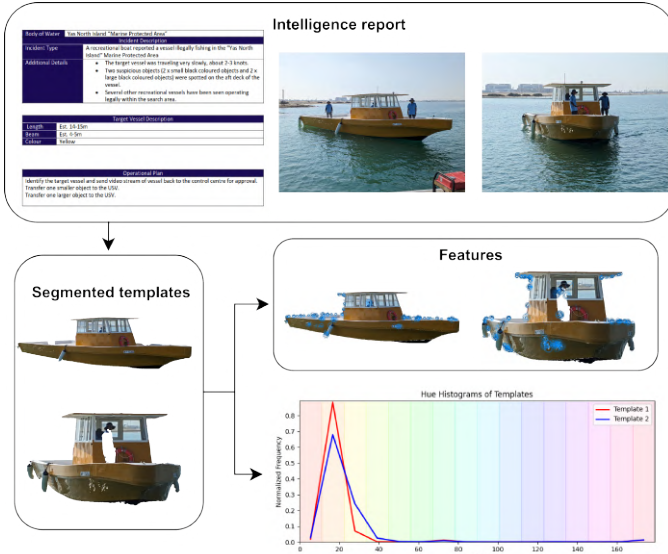 Intelligence report
Body of Water "Yas North Island "Marine Protected Area"
Incident Description
Incident Type A recreational boat reported a vessel illegally fishing in the "Yas North
Island" Marine Protected Area
Additional Details • The target vessel was traveling very slowly, about 2-3 knots.
• Two suspicious objects (2 x small black coloured objects and 2 x
large black coloured objects) were spotted on the aft deck of the
vessel.
• Several other recreational vessels have been seen operating
legally within the search area.
Target Vessel Description
Length Est. 14-15m
Beam Est. 4-5m
Colour Yellow
Operational Plan
Identify the target vessel and send video stream of vessel back to the control centre for approval.
Transfer one smaller object to the USV.
Transfer one larger object to the USV.
Segmented templates
Features
Hue Histograms of Templates
Template 1
Template 2
Normalized Frequency
0.8
0.7
0.6
0.5
0.4
0.3
0.2
0.1
0.0
0 20 40 60 80 100 120 140 160